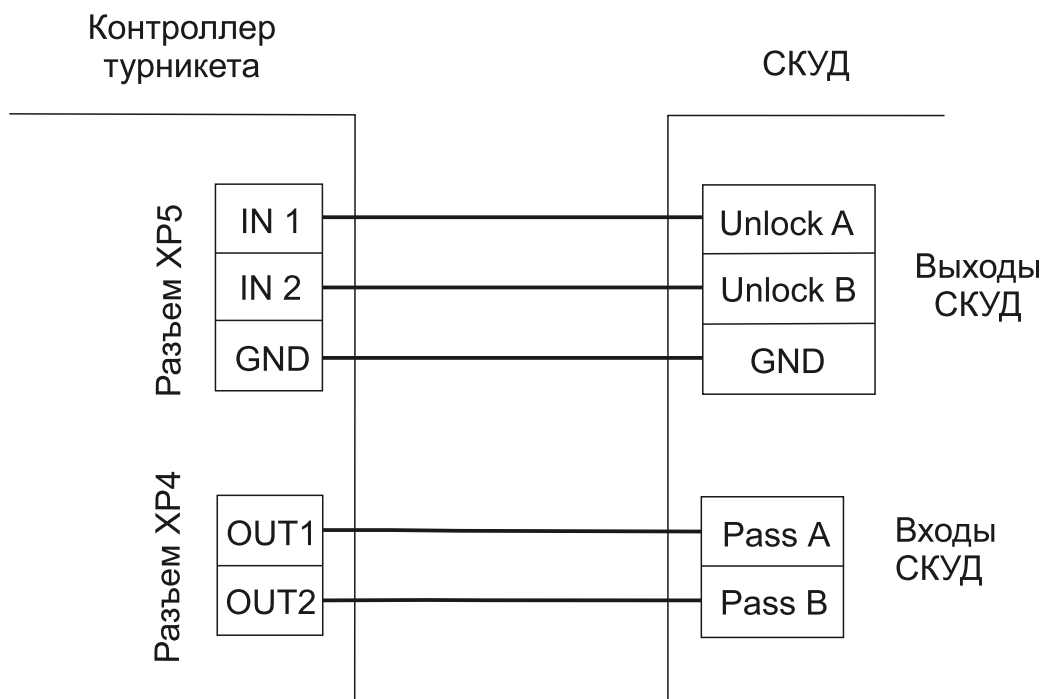 Контроллер
турникета
СКУД
Разъем XP5
IN 1
IN 2
GND
Unlock A
Unlock B
GND
Выходы
СКУД
Разъем XP4
OUT1
OUT2
Pass A
Pass B
Входы
СКУД